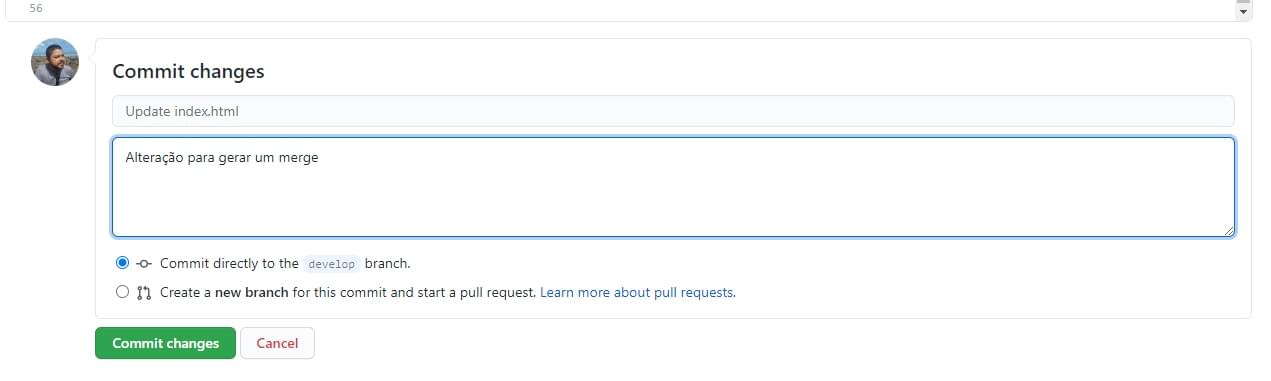 56
Commit changes
Update index.html
Alteração para gerar um merge
Commit directly to the develop branch.
Create a new branch for this commit and start a pull request. Learn more about pull requests.
Commit changes Cancel